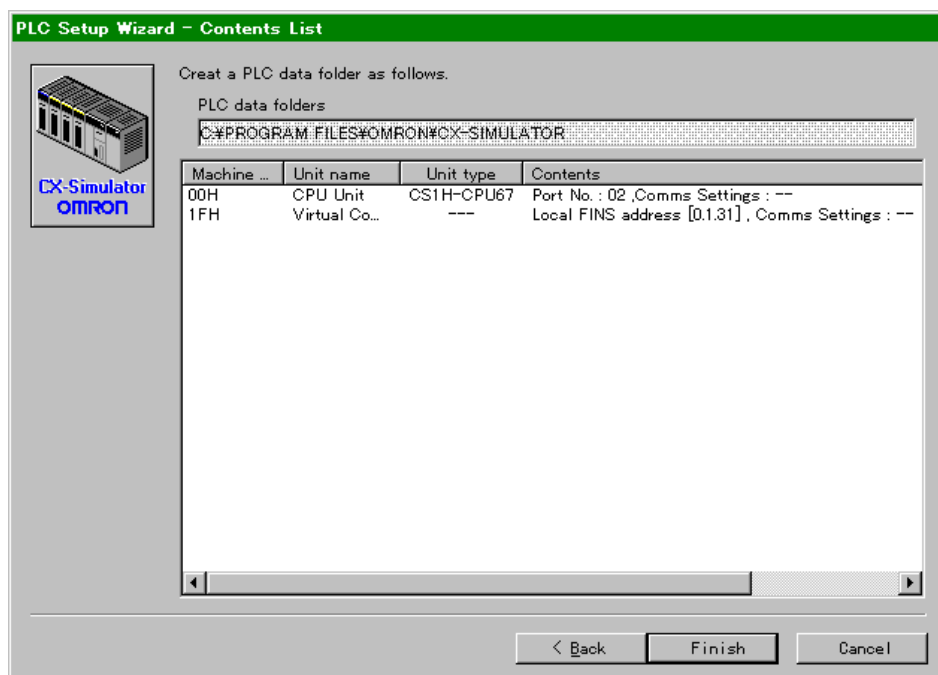 PLC Setup Wizard - Contents List
Creat a PLC data folder as follows.
PLC data folders
C:¥PROGRAM FILES¥OMRON¥CX-SIMULATOR
CX-Simulator
OMRON
Machine ... Unit name Unit type Contents
00H CPU Unit CS1H-CPU67 Port No. : 02 ,Comms Settings : --
1FH Virtual Co... --- Local FINS address [0.1.31] , Comms Settings : --
< Back Finish Cancel